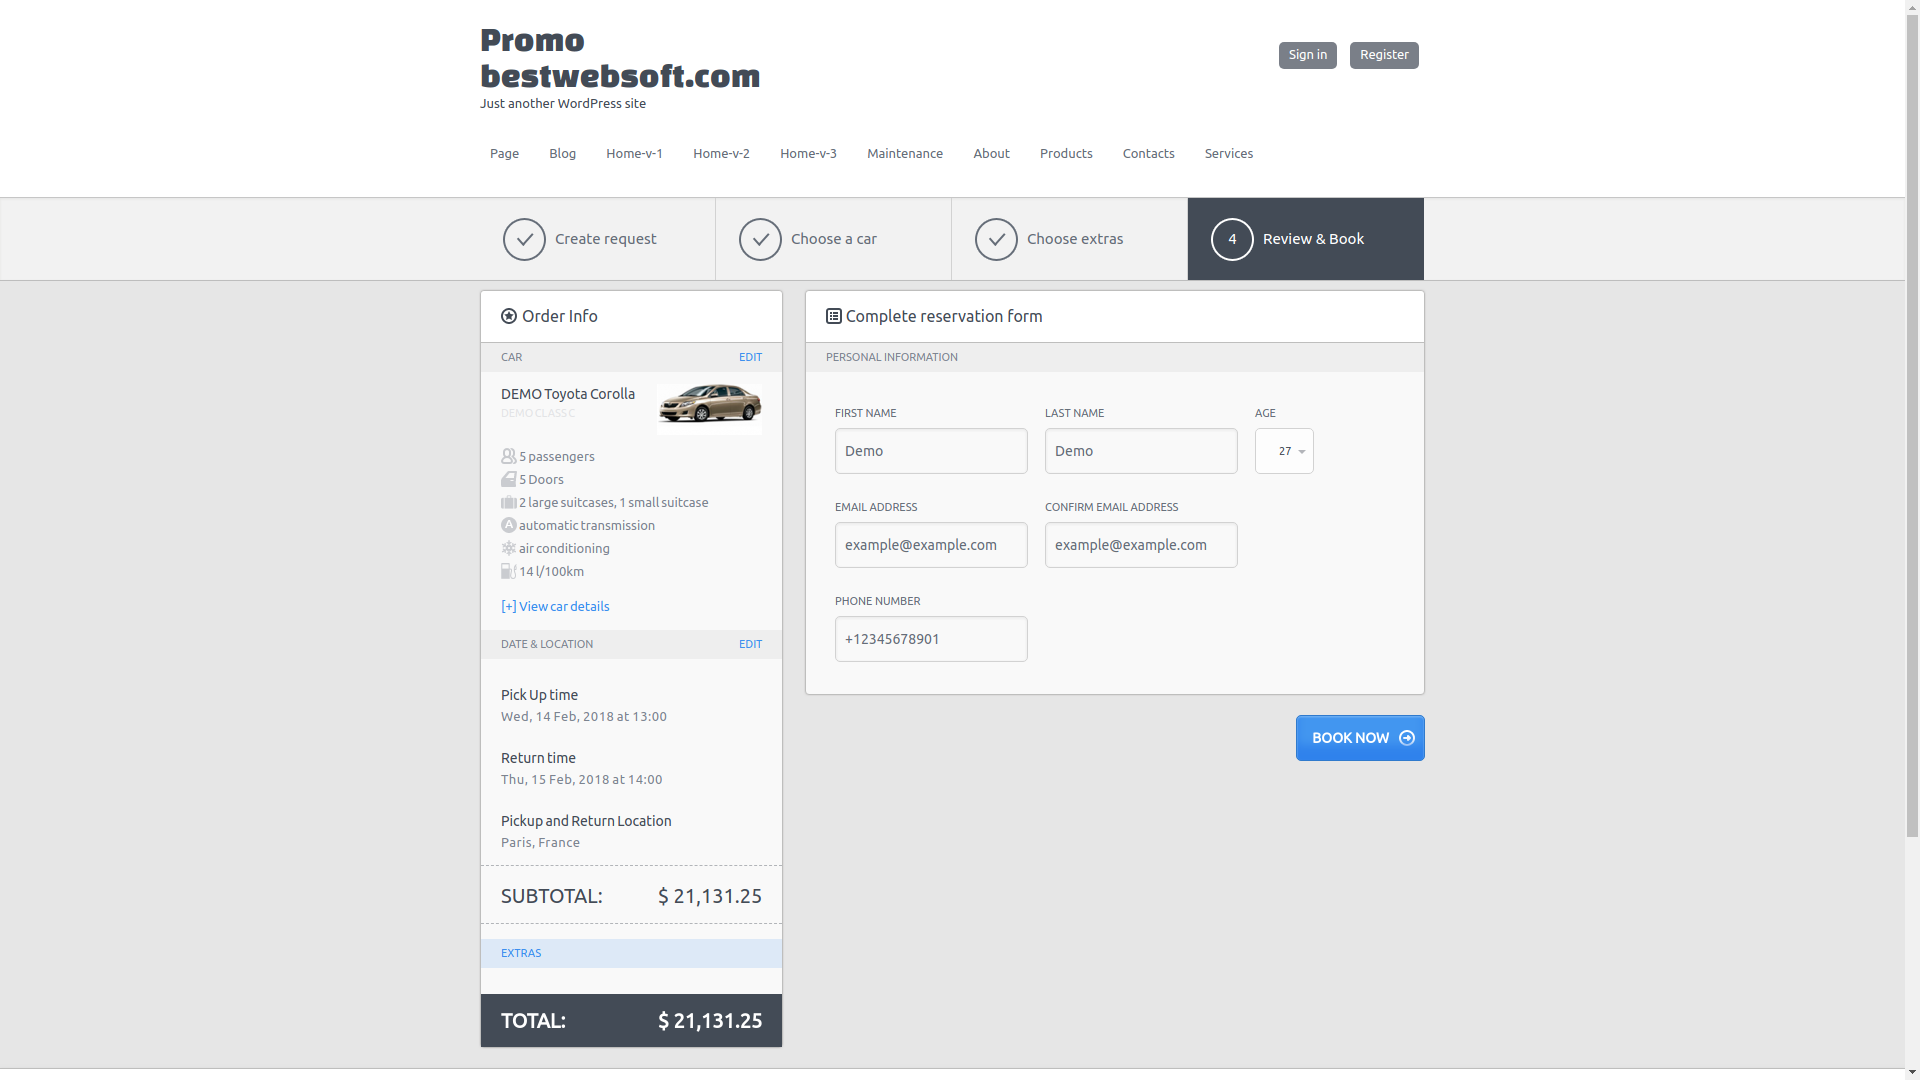 Promo
bestwebsoft.com
Just another WordPress site
Sign in
Register
Page
Blog
Home-v-1
Home-v-2
Home-v-3
Maintenance
About
Products
Contacts
Services
Create request
Choose a car
Choose extras
4
Review & Book
Order Info
CAR
EDIT
DEMO Toyota Corolla
DEMO CLASS C
5 passengers
5 Doors
2 large suitcases, 1 small suitcase
A automatic transmission
air conditioning
14 l/100km
[+] View car details
DATE & LOCATION
EDIT
Pick Up time
Wed, 14 Feb, 2018 at 13:00
Return time
Thu, 15 Feb, 2018 at 14:00
Pickup and Return Location
Paris, France
SUBTOTAL: $ 21,131.25
EXTRAS
TOTAL: $ 21,131.25
Complete reservation form
PERSONAL INFORMATION
FIRST NAME
LAST NAME
AGE
Demo
Demo
27
EMAIL ADDRESS
CONFIRM EMAIL ADDRESS
example@example.com
example@example.com
PHONE NUMBER
+12345678901
BOOK NOW